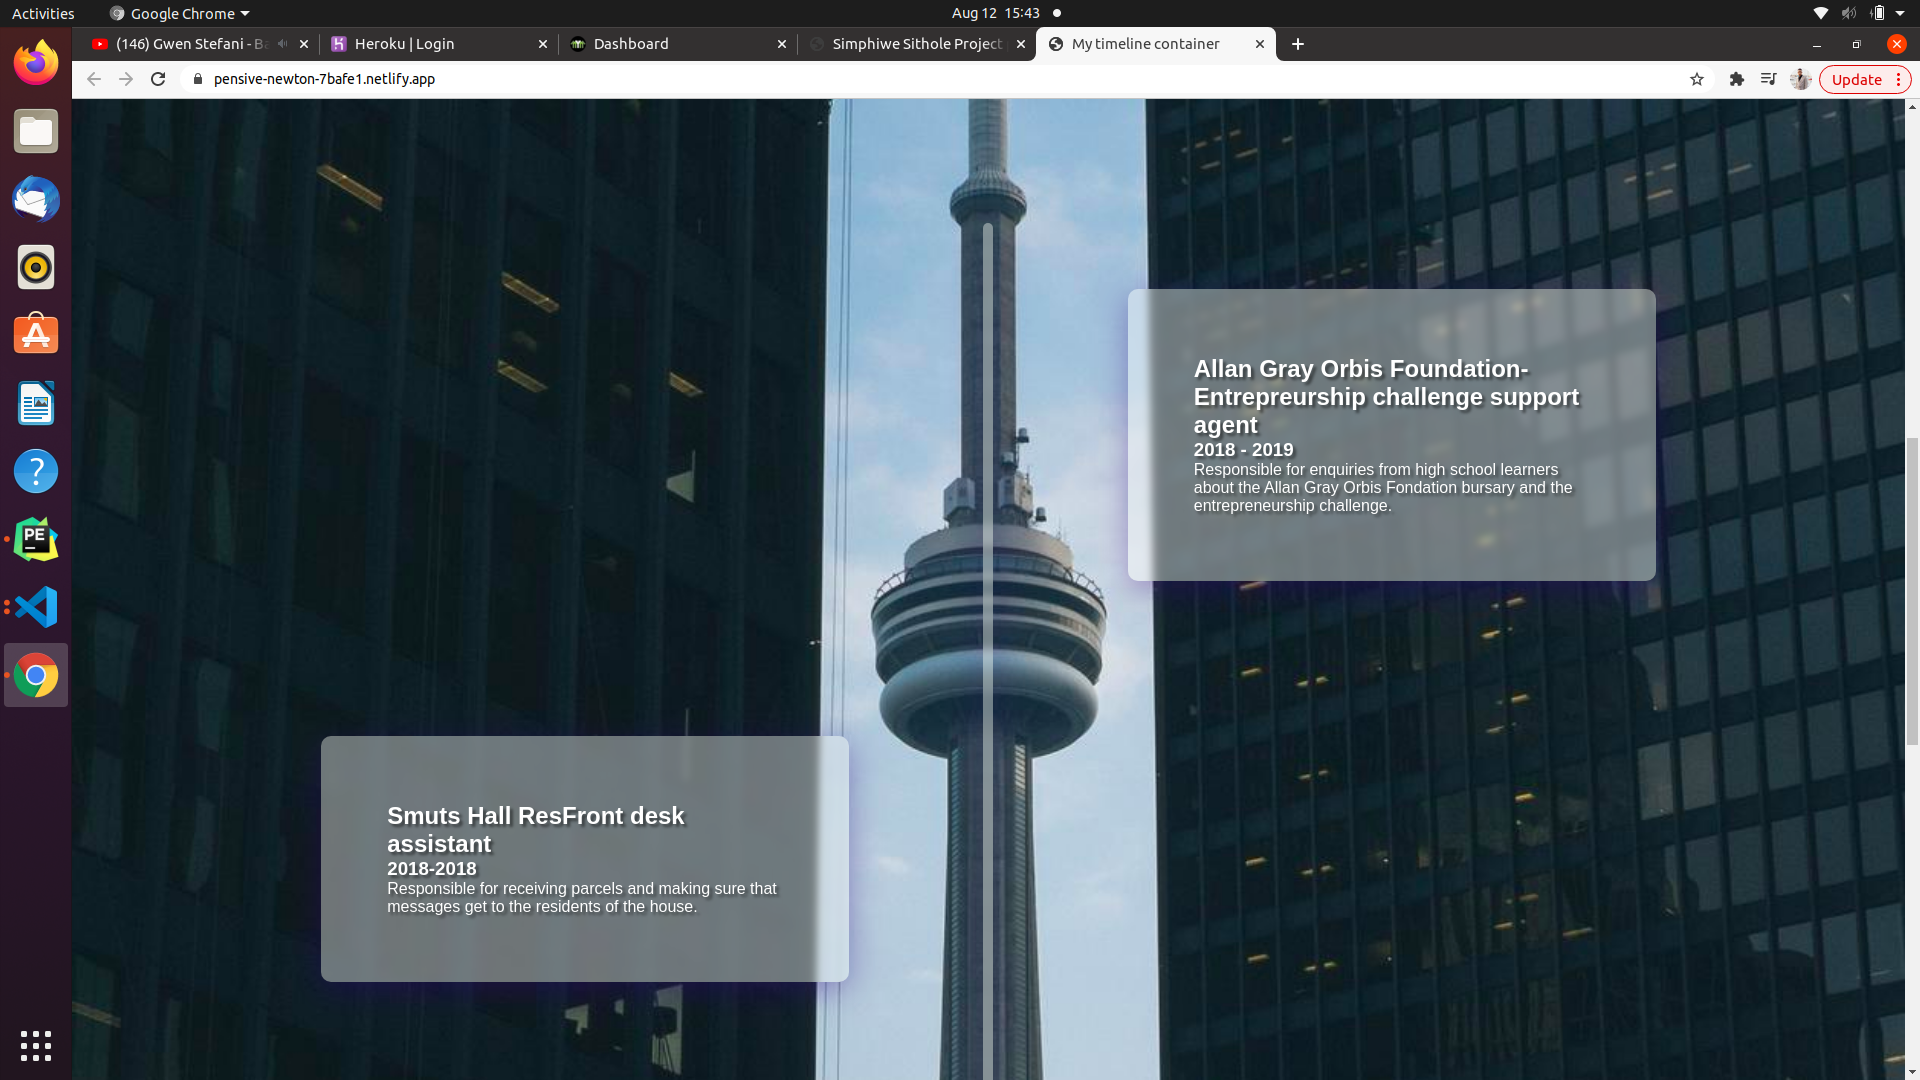 Activities
Google Chrome
Aug 12 15:43
(146) Gwen Stefani - Ba
Heroku | Login
Dashboard
Simphiwe Sithole Project
My timeline container
pensive-newton-7bafe1.netlify.app
Update
Allan Gray Orbis Foundation-
Entrepreurship challenge support
agent
2018 - 2019
Responsible for enquiries from high school learners
about the Allan Gray Orbis Fondation bursary and the
entrepreneurship challenge.
PE
Smuts Hall ResFront desk
assistant
2018-2018
Responsible for receiving parcels and making sure that
messages get to the residents of the house.